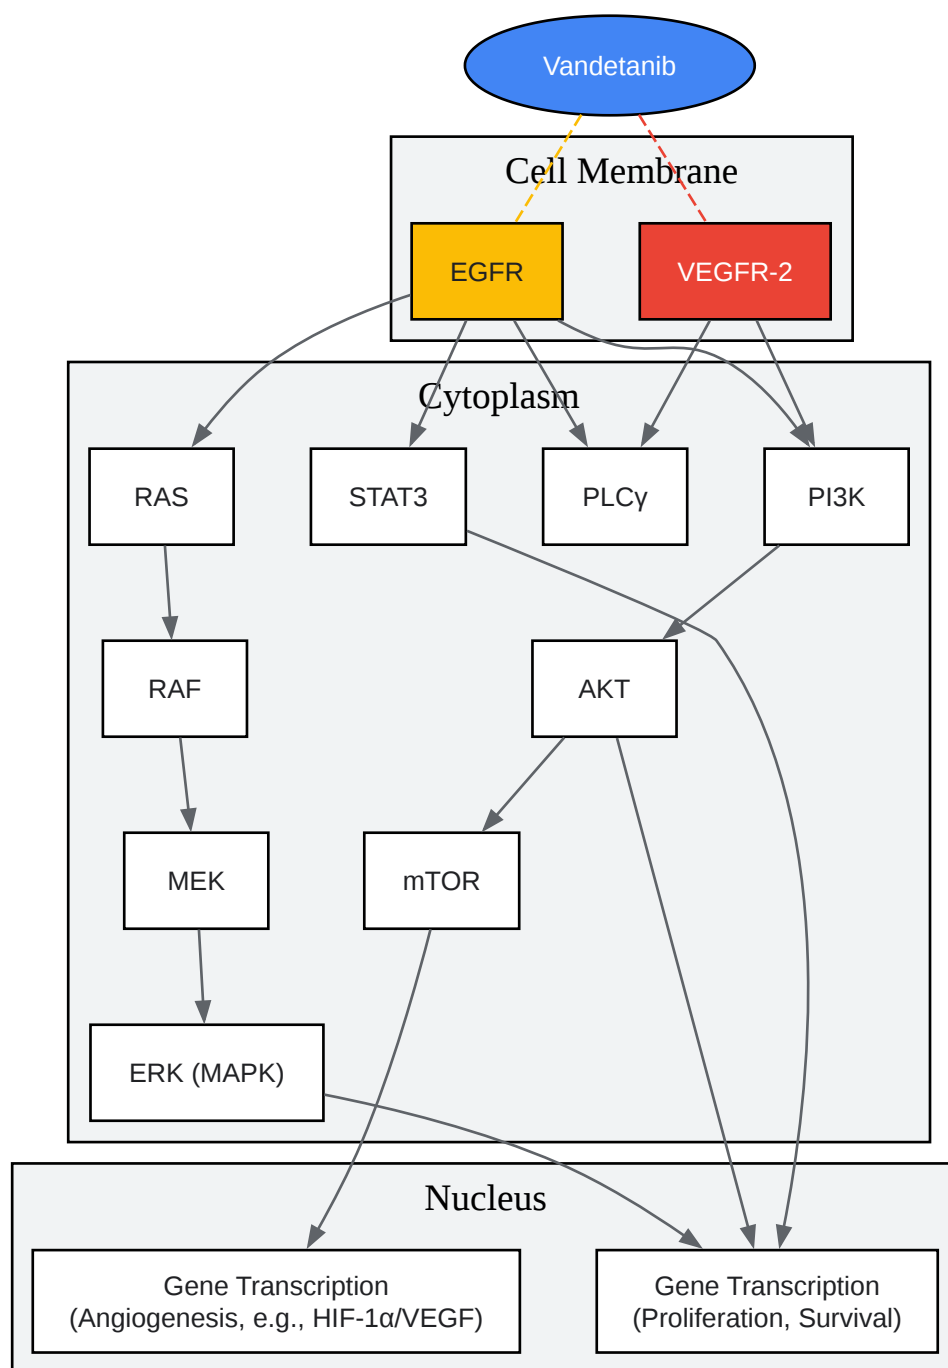 Vandetanib
Cell Membrane
EGFR
VEGFR-2
Cytoplasm
RAS
STAT3
PLCγ
PI3K
RAF
AKT
MEK
mTOR
ERK (MAPK)
Nucleus
Gene Transcription
(Angiogenesis, e.g., HIF-1α/VEGF)
Gene Transcription
(Proliferation, Survival)